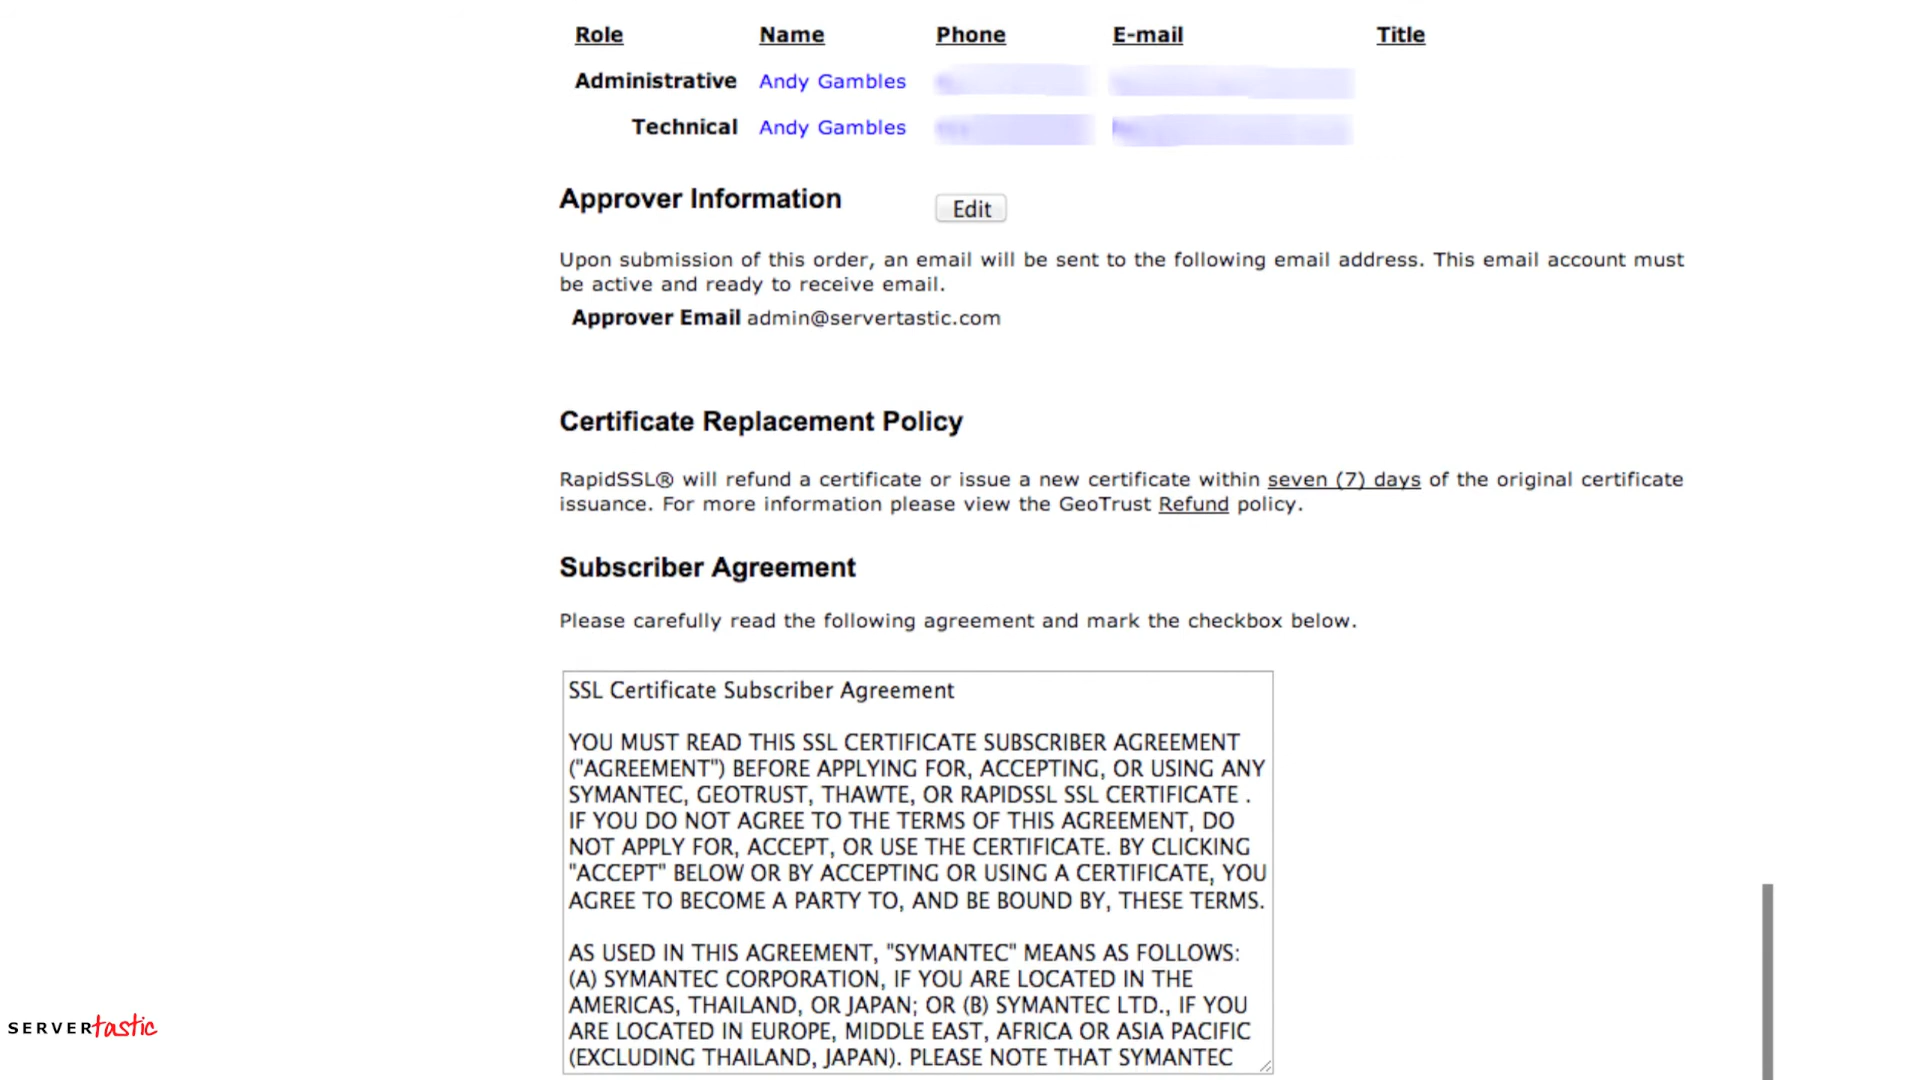 Role Name Phone E-mail Title
Administrative Andy Gambles
Technical Andy Gambles
Approver Information Edit
Upon submission of this order, an email will be sent to the following email address. This email account must
be active and ready to receive email.
Approver Email admin@servertastic.com
Certificate Replacement Policy
RapidSSL® will refund a certificate or issue a new certificate within seven (7) days of the original certificate
issuance. For more information please view the GeoTrust Refund policy.
Subscriber Agreement
Please carefully read the following agreement and mark the checkbox below.
SSL Certificate Subscriber Agreement
YOU MUST READ THIS SSL CERTIFICATE SUBSCRIBER AGREEMENT
("AGREEMENT") BEFORE APPLYING FOR, ACCEPTING, OR USING ANY
SYMANTEC, GEOTRUST, THAWTE, OR RAPIDSSL SSL CERTIFICATE .
IF YOU DO NOT AGREE TO THE TERMS OF THIS AGREEMENT, DO
NOT APPLY FOR, ACCEPT, OR USE THE CERTIFICATE. BY CLICKING
"ACCEPT" BELOW OR BY ACCEPTING OR USING A CERTIFICATE, YOU
AGREE TO BECOME A PARTY TO, AND BE BOUND BY, THESE TERMS.
AS USED IN THIS AGREEMENT, "SYMANTEC" MEANS AS FOLLOWS:
(A) SYMANTEC CORPORATION, IF YOU ARE LOCATED IN THE
AMERICAS, THAILAND, OR JAPAN; OR (B) SYMANTEC LTD., IF YOU
ARE LOCATED IN EUROPE, MIDDLE EAST, AFRICA OR ASIA PACIFIC
(EXCLUDING THAILAND, JAPAN). PLEASE NOTE THAT SYMANTEC
SERVERtastic